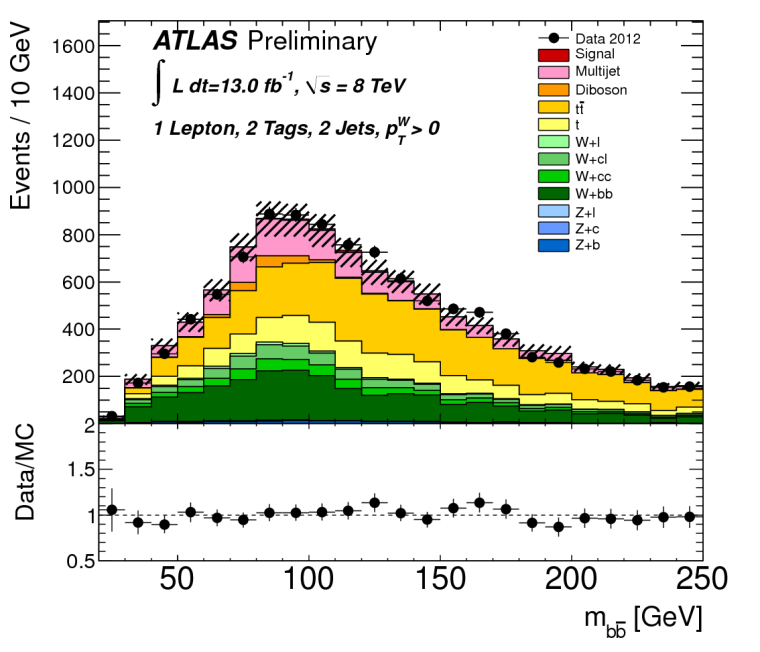 ATLAS Preliminary
∫ L dt=13.0 fb⁻¹, √s = 8 TeV
1 Lepton, 2 Tags, 2 Jets, p_T^W > 0
Data 2012
Signal
Multijet
Diboson
tt̄
t
W+l
W+cl
W+cc
W+bb
Z+l
Z+c
Z+b
Events / 10 GeV
1600
1400
1200
1000
800
600
400
200
Data/MC
2
1.5
1
0.5
50
100
150
200
250
m_bb̄ [GeV]